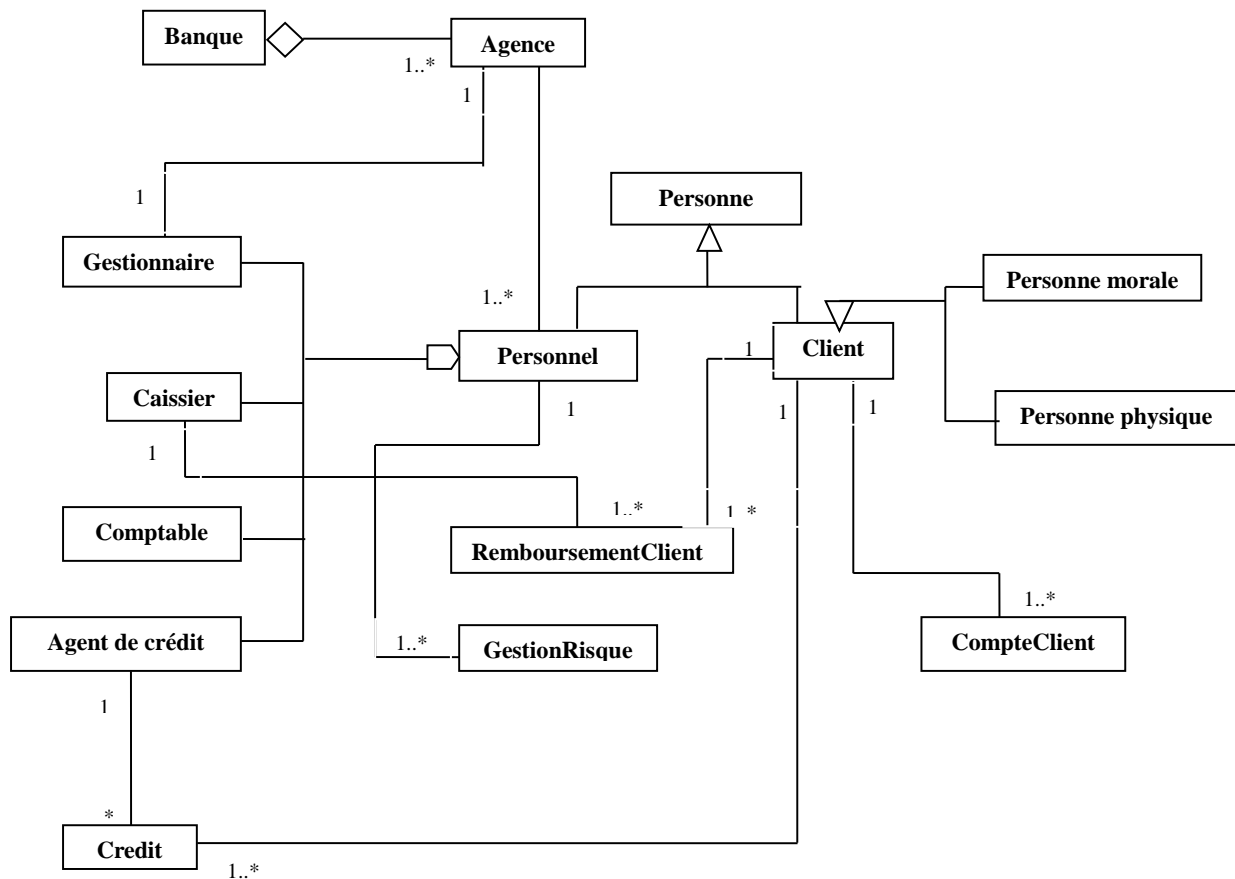 Banque
Agence
1..*
1
Personne
1
Gestionnaire
Personne morale
1..*
Client
Personnel
1
Caissier
1
1
1
Personne physique
1
1..*
1..*
Comptable
RemboursementClient
1..*
Agent de crédit
1..*
GestionRisque
CompteClient
1
*
Credit
1..*